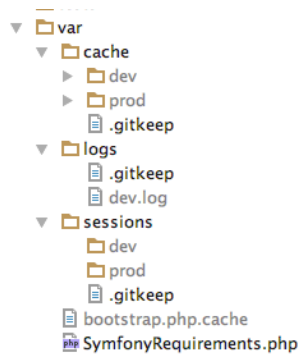 var
cache
dev
prod
.gitkeep
logs
.gitkeep
dev.log
sessions
dev
prod
.gitkeep
bootstrap.php.cache
php SymfonyRequirements.php